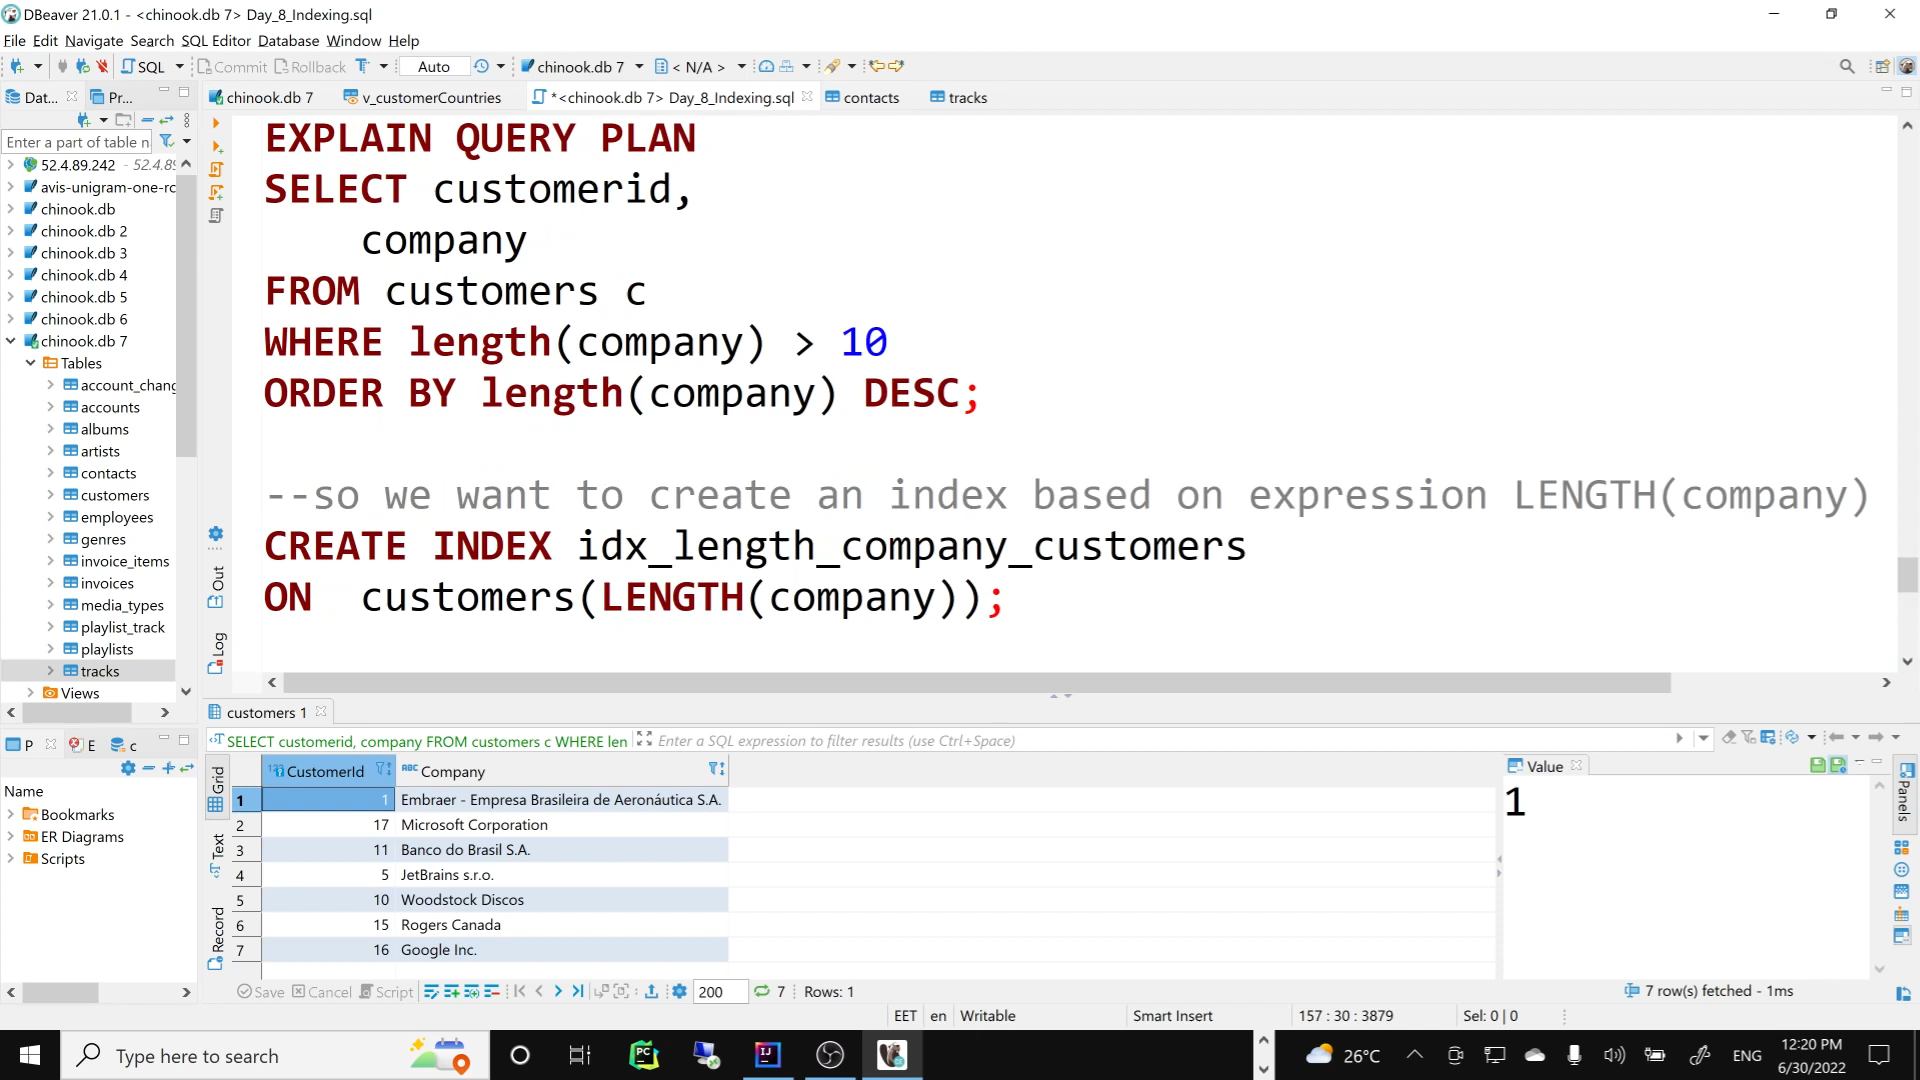 DBeaver 21.0.1 - <chinook.db 7> Day_8_Indexing.sql
File Edit Navigate Search SQL Editor Database Window Help
SQL Commit Rollback T Auto chinook.db 7 < N/A >
Dat... Pr... chinook.db 7 v_customerCountries *<chinook.db 7> Day_8_Indexing.sql contacts tracks
Enter a part of table n
52.4.89.242 - 52.4.89
avis-unigram-one-rc
chinook.db
chinook.db 2
chinook.db 3
chinook.db 4
chinook.db 5
chinook.db 6
chinook.db 7
Tables
account_chang
accounts
albums
artists
contacts
customers
employees
genres
invoice_items
invoices
media_types
playlist_track
playlists
tracks
Views
EXPLAIN QUERY PLAN
SELECT customerid,
company
FROM customers c
WHERE length(company) > 10
ORDER BY length(company) DESC;
--so we want to create an index based on expression LENGTH(company)
CREATE INDEX idx_length_company_customers
ON customers(LENGTH(company));
Out
Log
P E c
Name
Bookmarks
ER Diagrams
Scripts
customers 1
SELECT customerid, company FROM customers c WHERE len Enter a SQL expression to filter results (use Ctrl+Space)
Grid
Text
Record
123 CustomerId ABC Company
1 1 Embraer - Empresa Brasileira de Aeronáutica S.A.
2 17 Microsoft Corporation
3 11 Banco do Brasil S.A.
4 5 JetBrains s.r.o.
5 10 Woodstock Discos
6 15 Rogers Canada
7 16 Google Inc.
Value
1
Panels
Save Cancel Script 200 7 Rows: 1 7 row(s) fetched - 1ms
EET en Writable Smart Insert 157 : 30 : 3879 Sel: 0 | 0
Type here to search PC IJ 26°C ENG 12:20 PM
6/30/2022